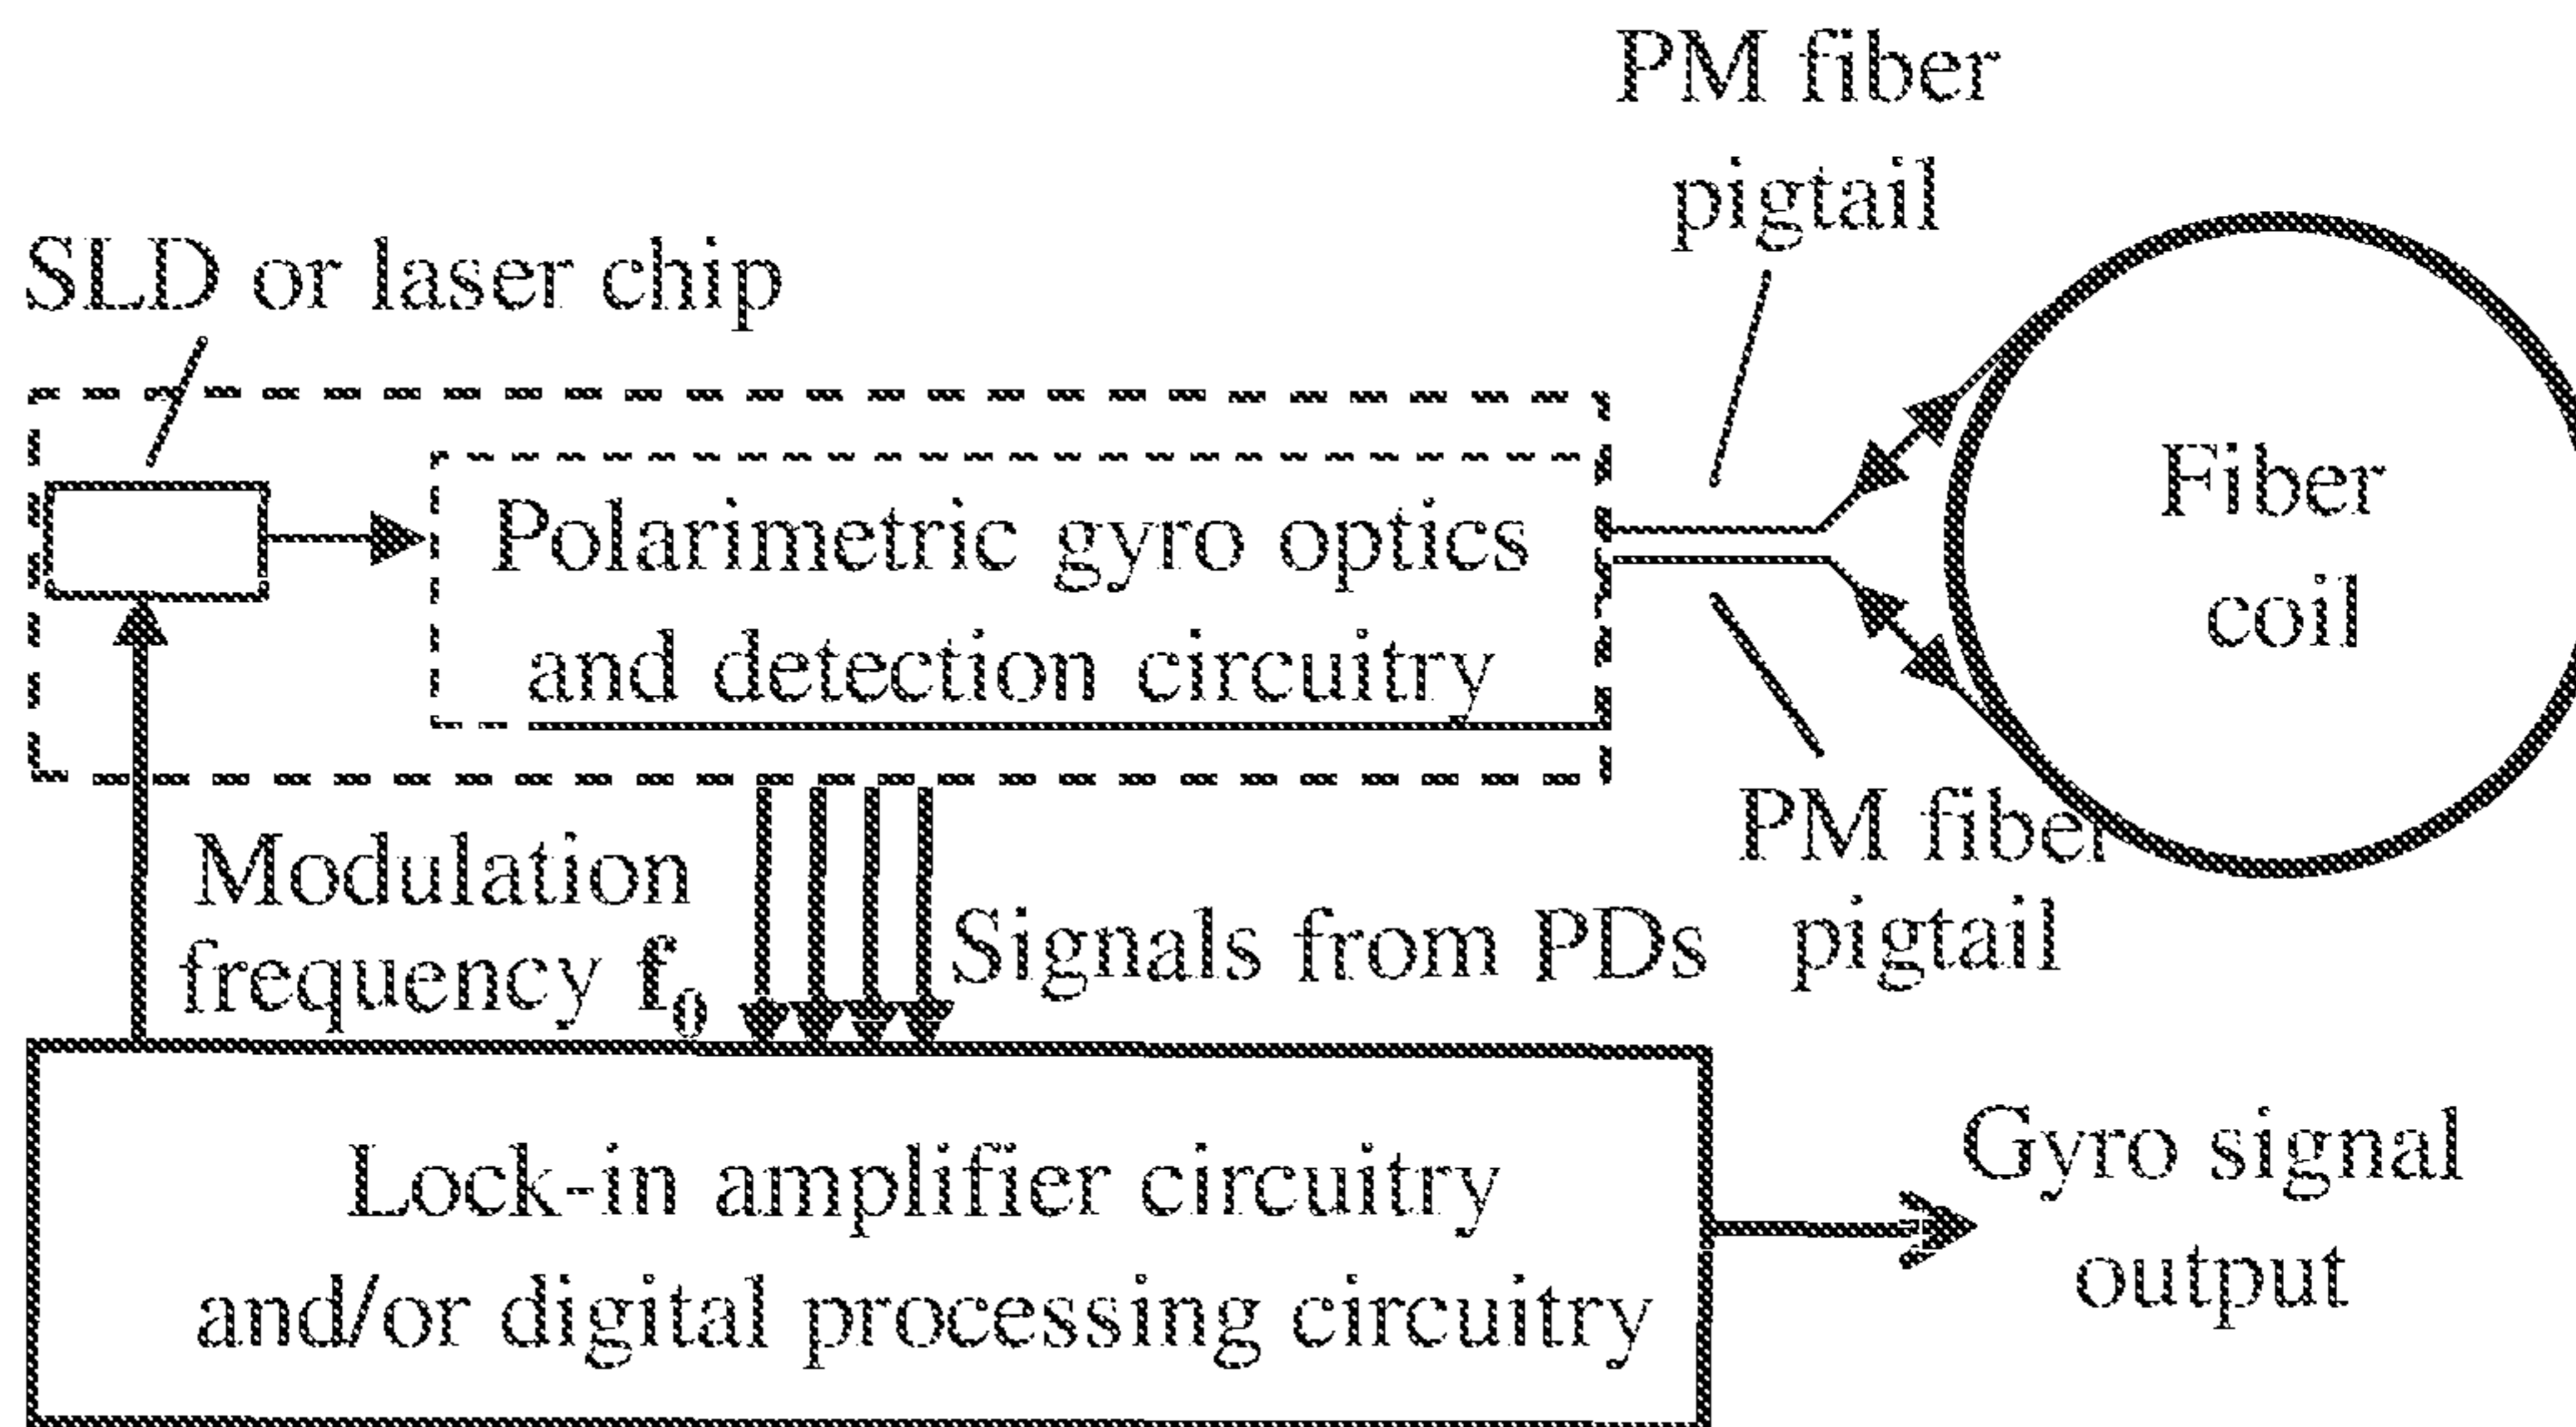 PM fiber
pigtail
SLD or laser chip
Polarimetric gyro optics
and detection circuitry
Fiber
coil
PM fiber
pigtail
Modulation
frequency f₀
Signals from PDs
Lock-in amplifier circuitry
and/or digital processing circuitry
Gyro signal
output